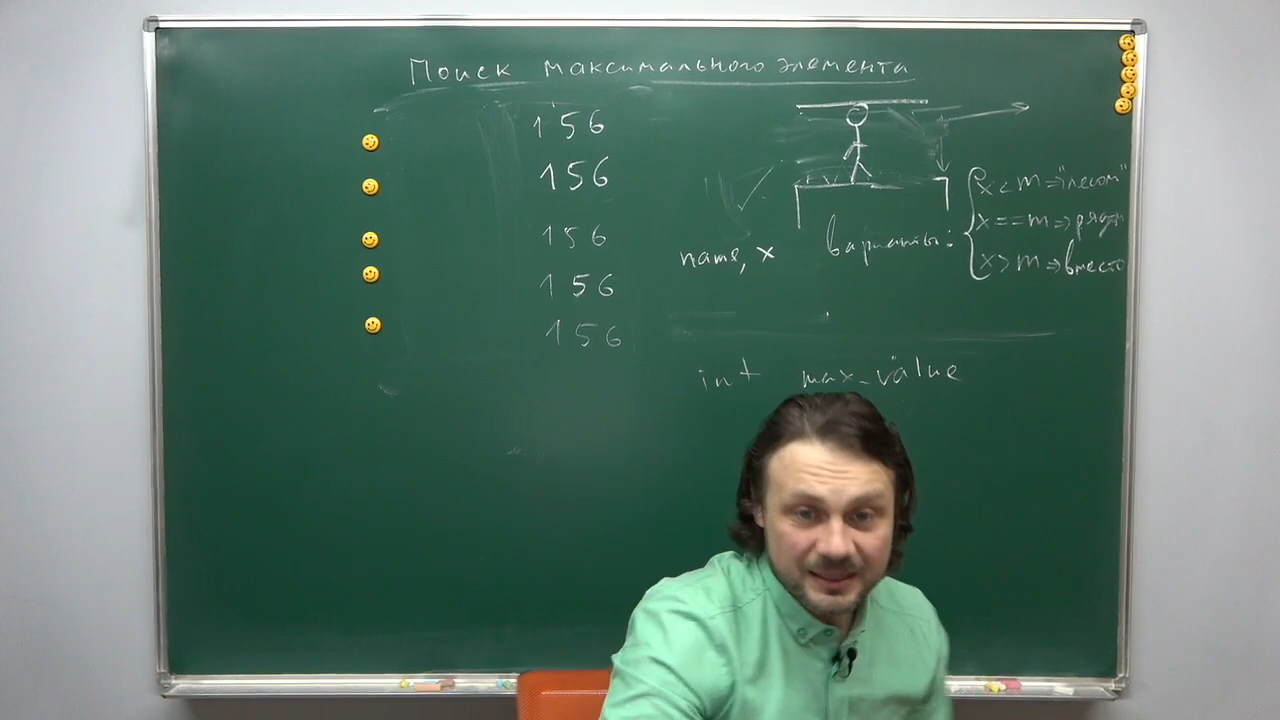 Поиск максимального элемента
156
156
156
156
156
name, x
варианты:
x < m => "лесом"
x == m => рядом
x > m => вместо
int max_value